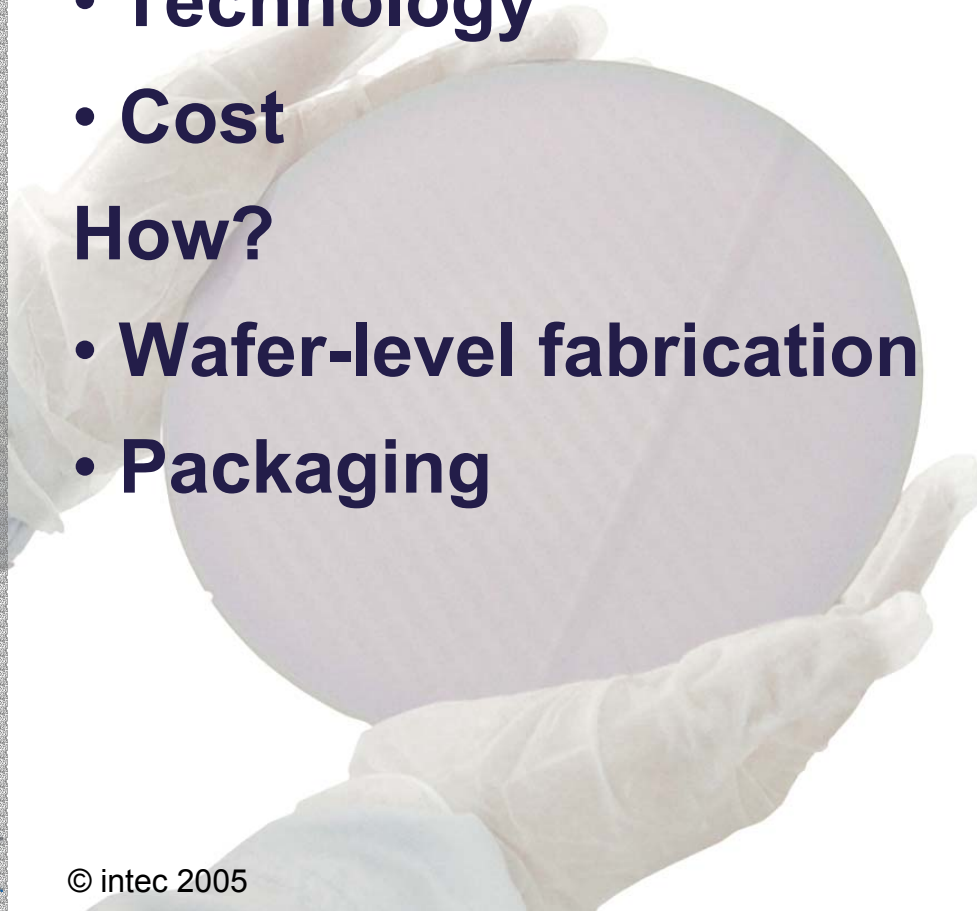 • Technology
• Cost
How?
• Wafer-level fabrication
• Packaging
© intec 2005